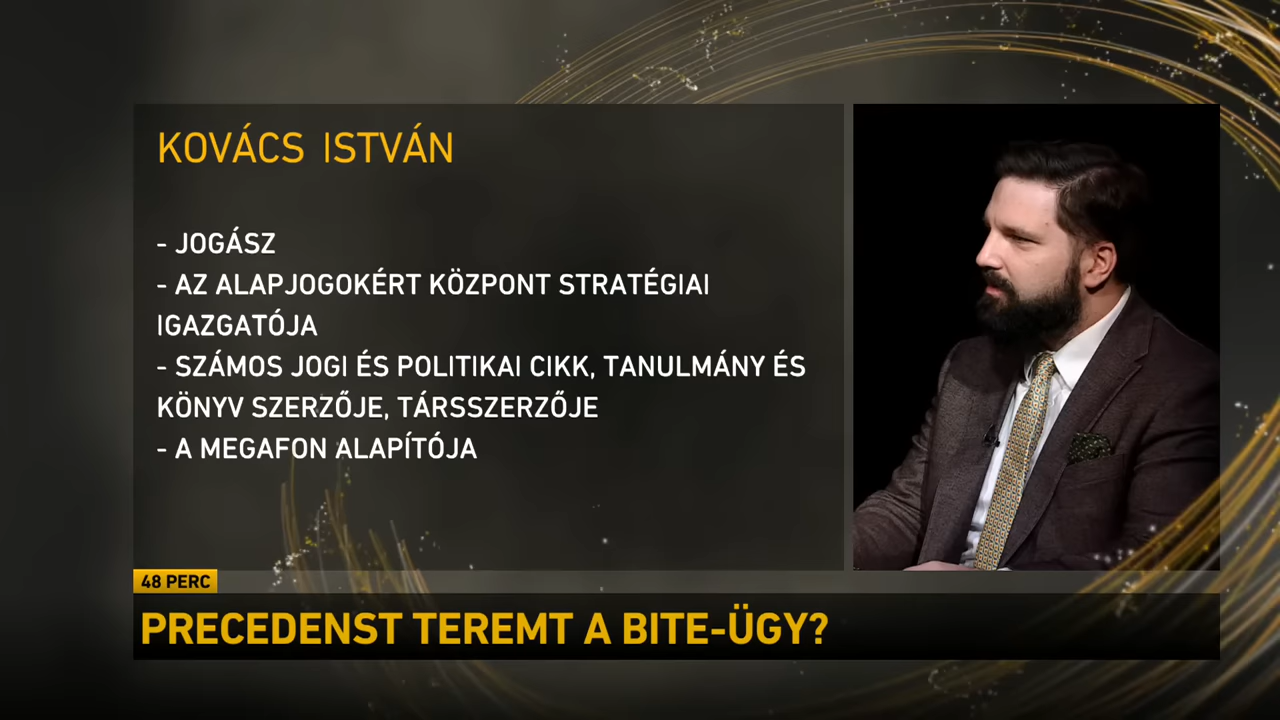 KOVÁCS ISTVÁN
- JOGÁSZ
- AZ ALAPJOGOKÉRT KÖZPONT STRATÉGIAI
IGAZGATÓJA
- SZÁMOS JOGI ÉS POLITIKAI CIKK, TANULMÁNY ÉS
KÖNYV SZERZŐJE, TÁRSSZERZŐJE
- A MEGAFON ALAPÍTÓJA
48 PERC
PRECEDENST TEREMT A BITE-ÜGY?